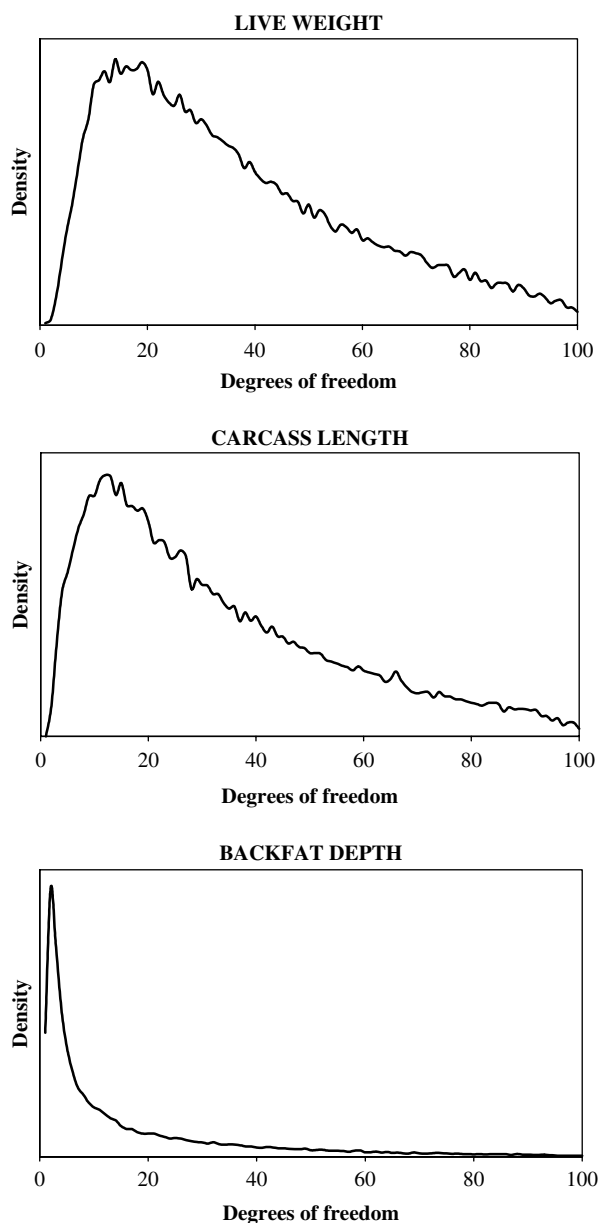 LIVE WEIGHT
Density
0 20 40 60 80 100
Degrees of freedom
CARCASS LENGTH
Density
0 20 40 60 80 100
Degrees of freedom
BACKFAT DEPTH
Density
0 20 40 60 80 100
Degrees of freedom